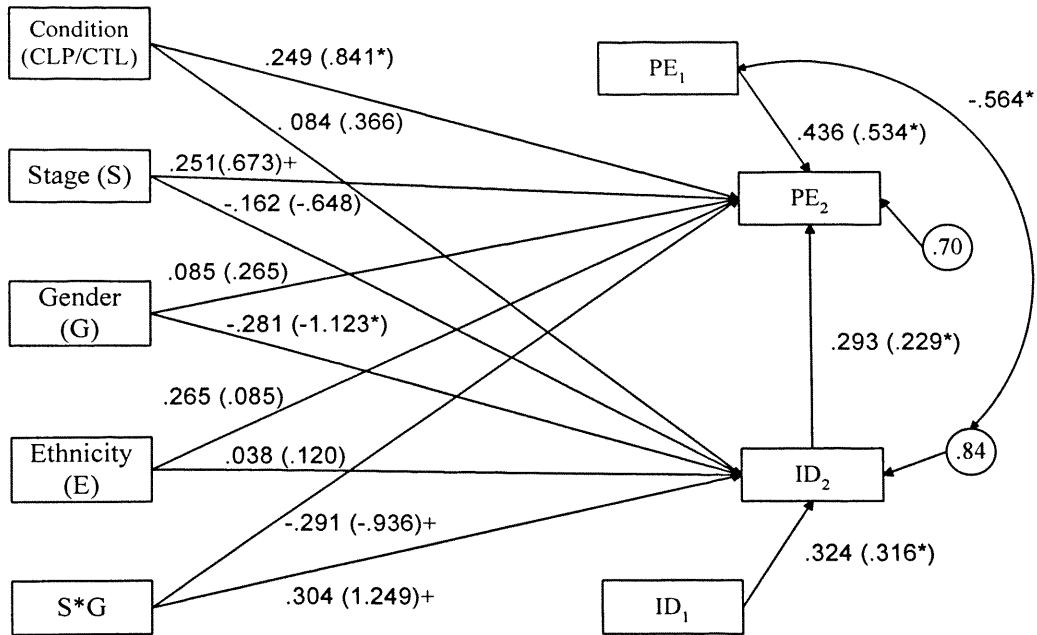 Condition
(CLP/CTL)
.249 (.841*)
PE₁
-.564*
. 084 (.366)
.436 (.534*)
Stage (S)
.251(.673)+
-.162 (-.648)
PE₂
.70
.085 (.265)
Gender
(G)
-.281 (-1.123*)
.293 (.229*)
.265 (.085)
Ethnicity
(E)
.038 (.120)
ID₂
.84
-.291 (-.936)+
.324 (.316*)
S*G
.304 (1.249)+
ID₁